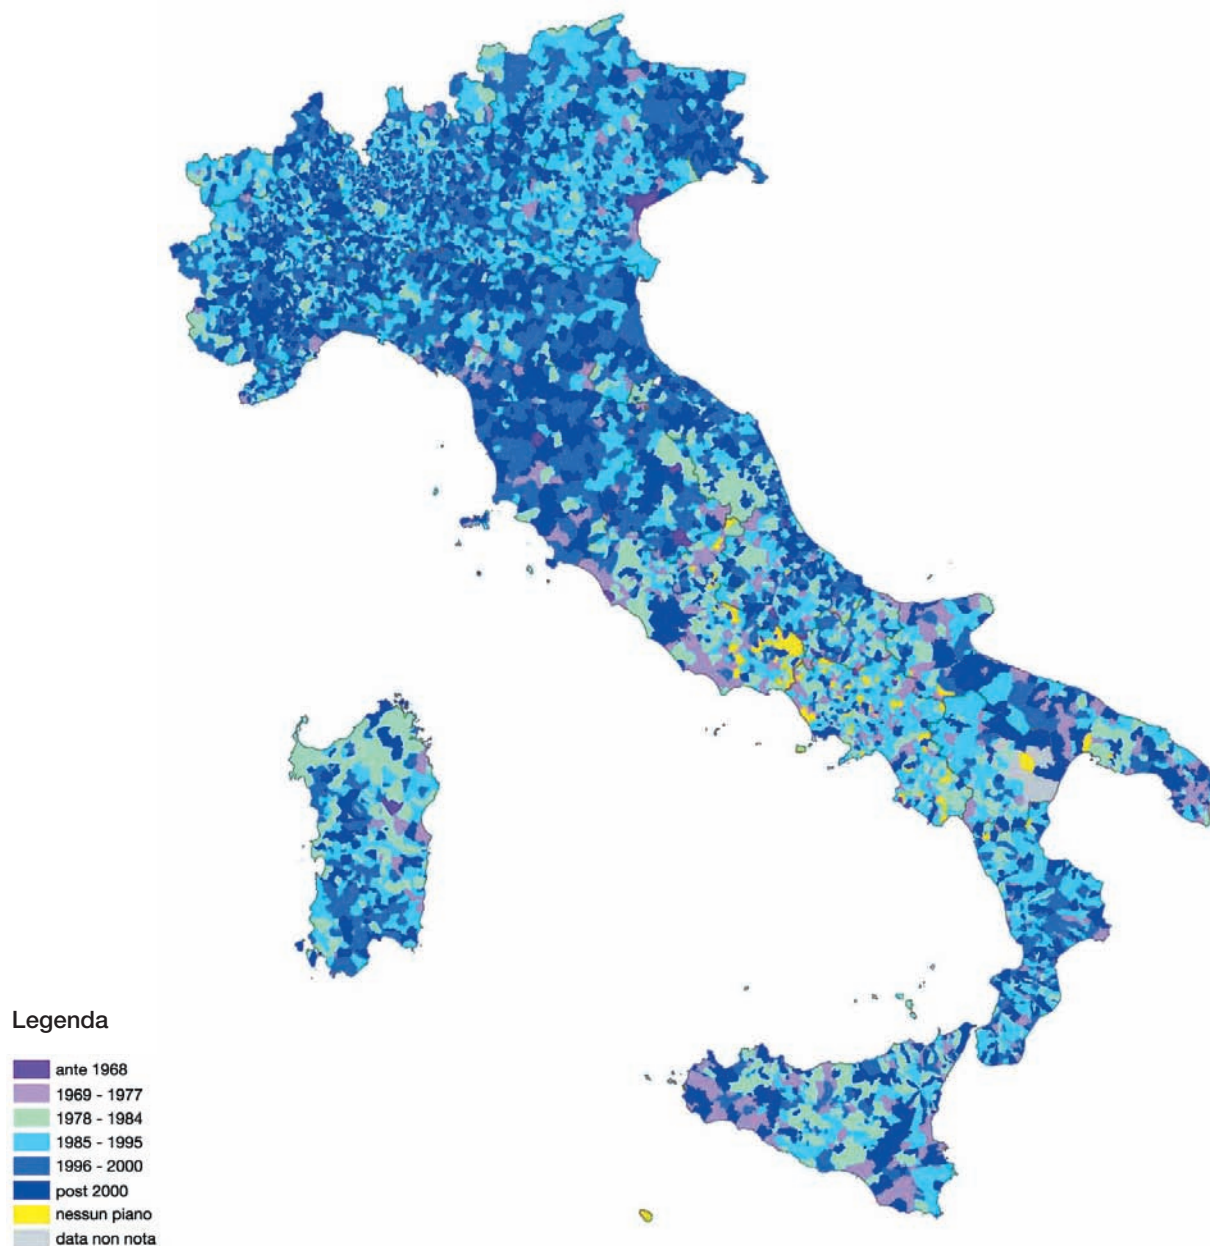 Legenda
ante 1968
1969 - 1977
1978 - 1984
1985 - 1995
1996 - 2000
post 2000
nessun piano
data non nota